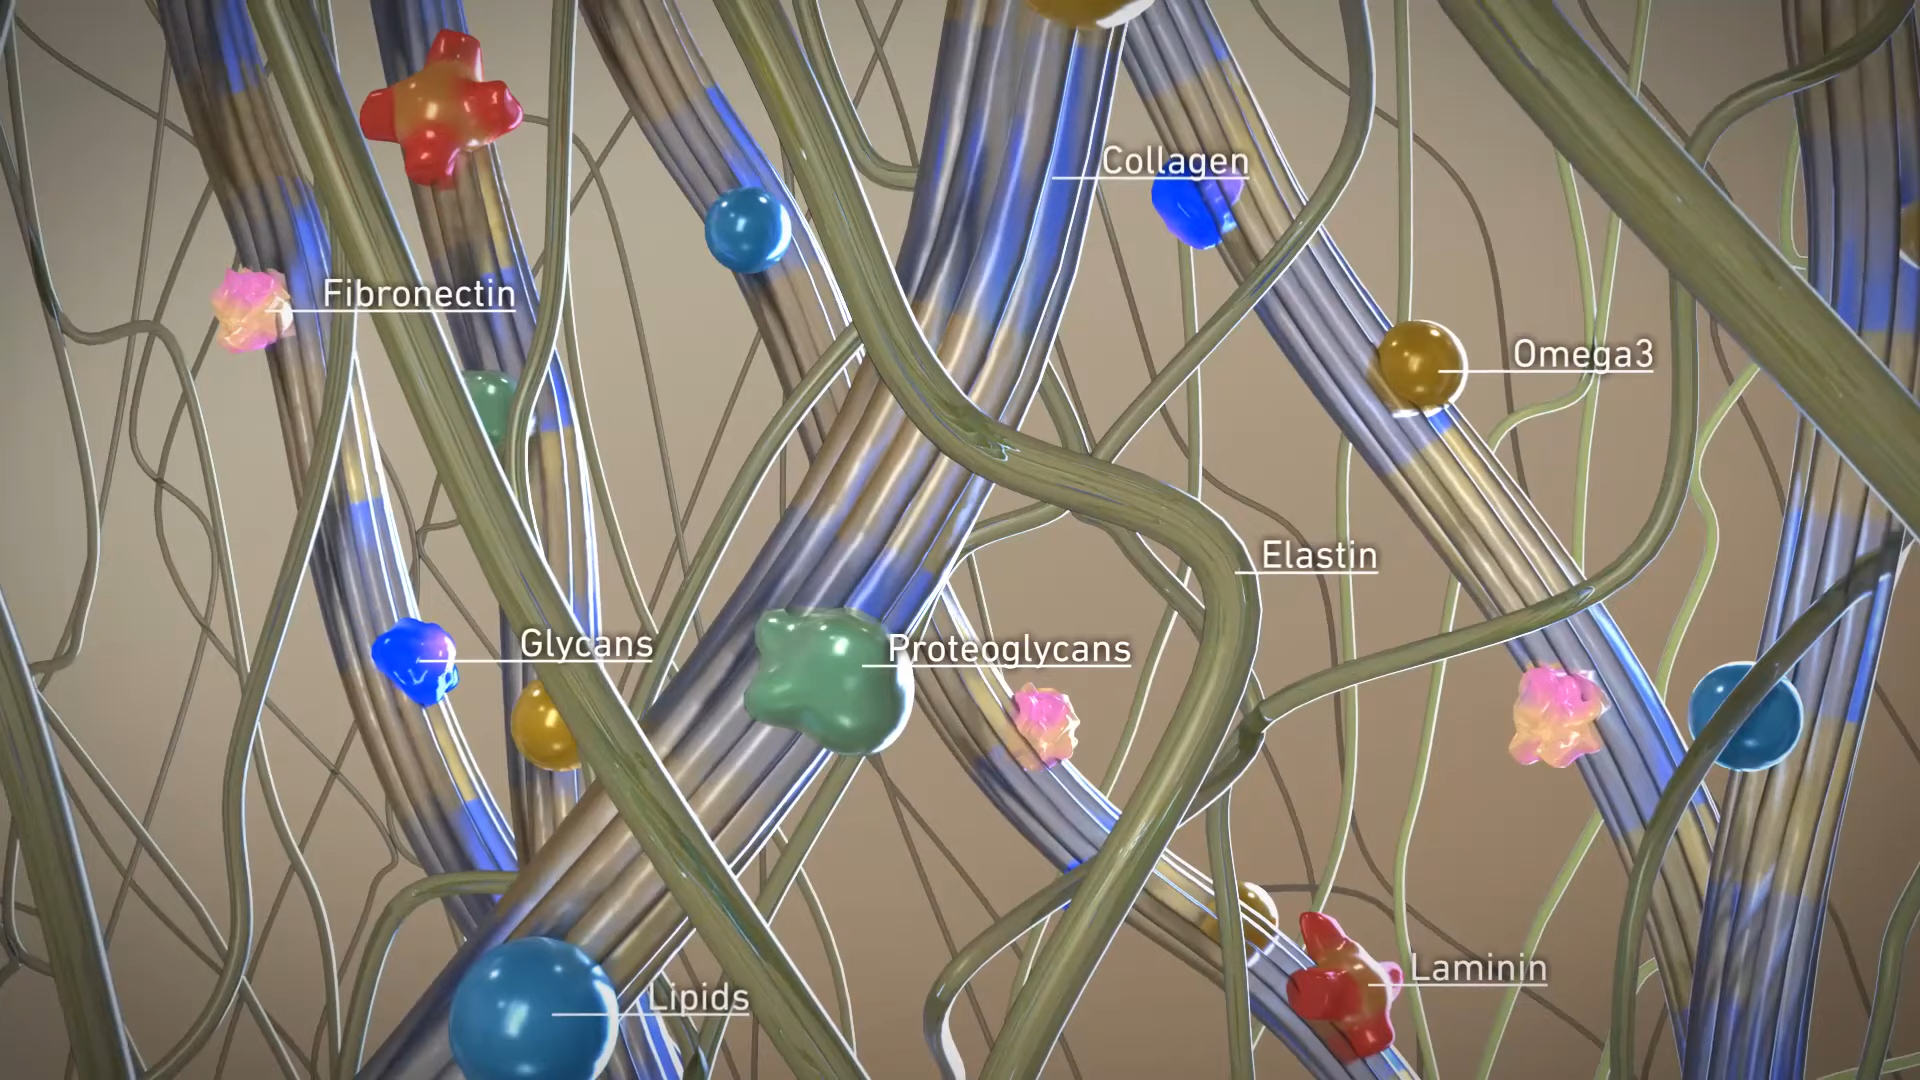 Collagen
Fibronectin
Omega3
Elastin
Glycans
Proteoglycans
Laminin
Lipids